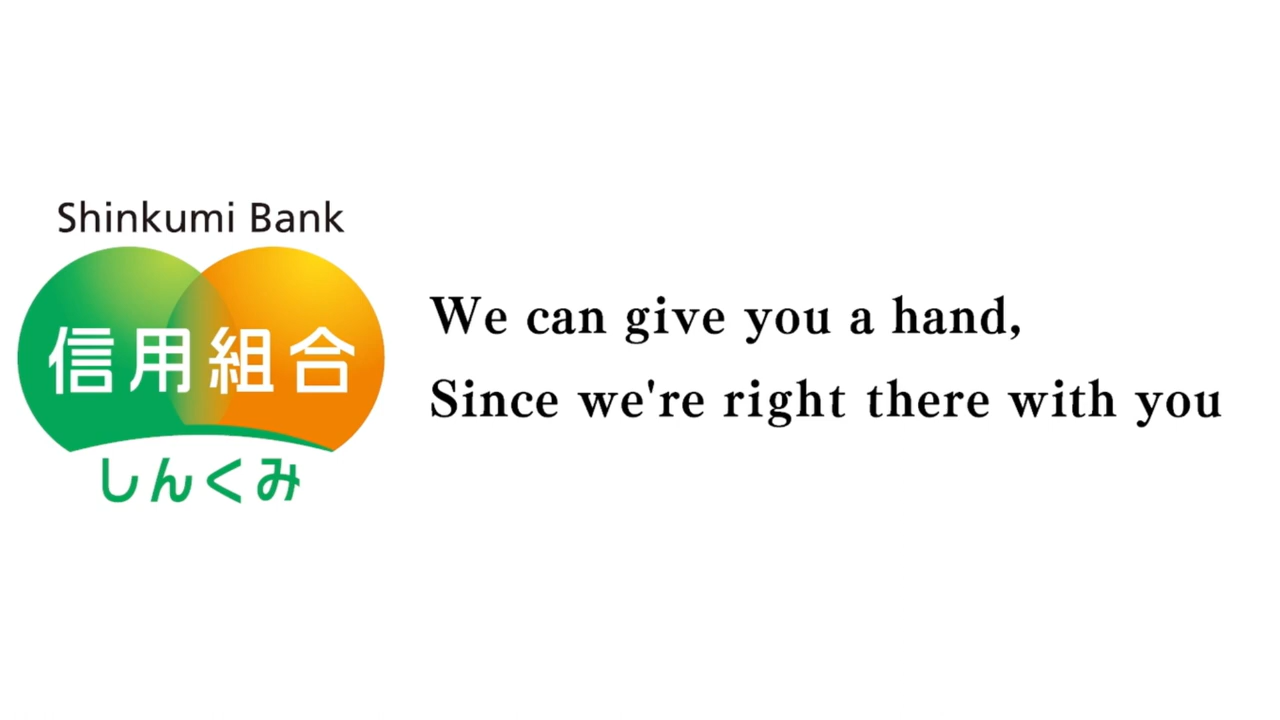 Shinkumi Bank
信用組合
しんくみ
We can give you a hand,
Since we're right there with you